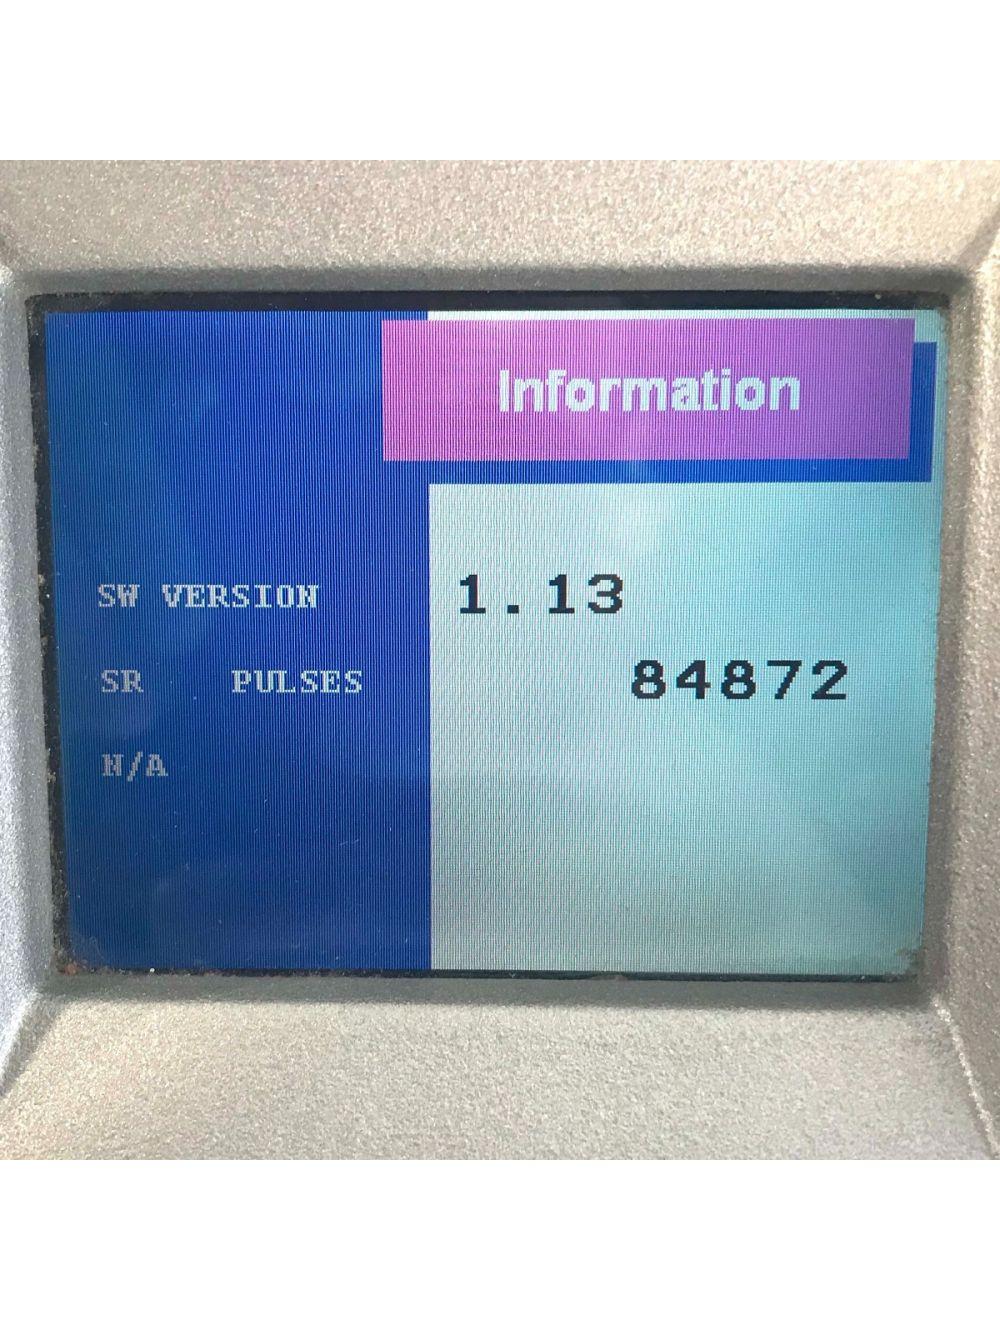 Information
SW VERSION 1.13
SR PULSES 84872
N/A